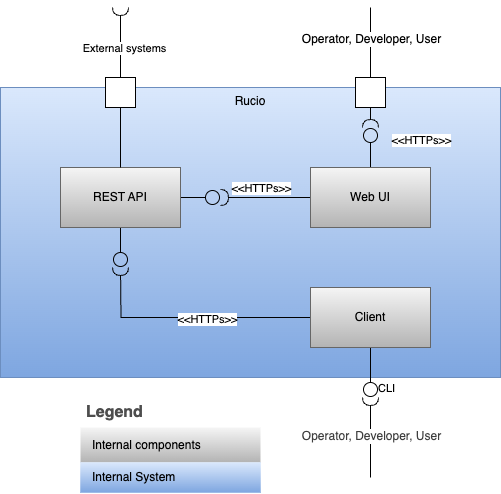 External systems
Operator, Developer, User
Rucio
<<HTTPs>>
REST API
<<HTTPs>>
Web UI
<<HTTPs>>
Client
CLI
Operator, Developer, User
Legend
Internal components
Internal System